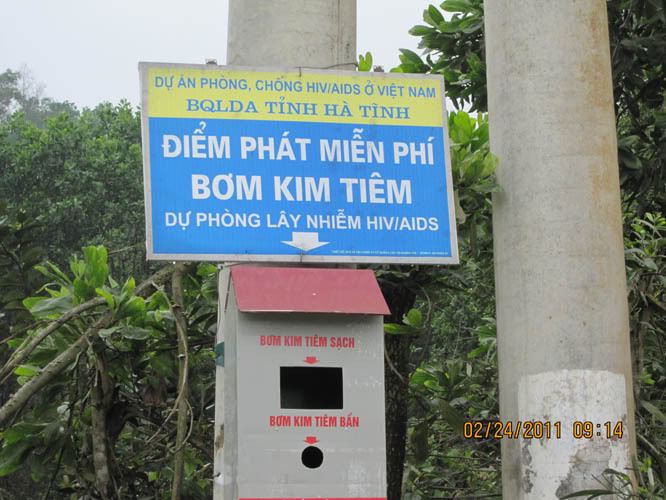 DỰ ÁN PHÒNG, CHỐNG HIV/AIDS Ở VIỆT NAM
BQLDA TỈNH HÀ TĨNH
ĐIỂM PHÁT MIỄN PHÍ
BƠM KIM TIÊM
DỰ PHÒNG LÂY NHIỄM HIV/AIDS
BƠM KIM TIÊM SẠCH
BƠM KIM TIÊM BẨN
02/24/2011 09:14